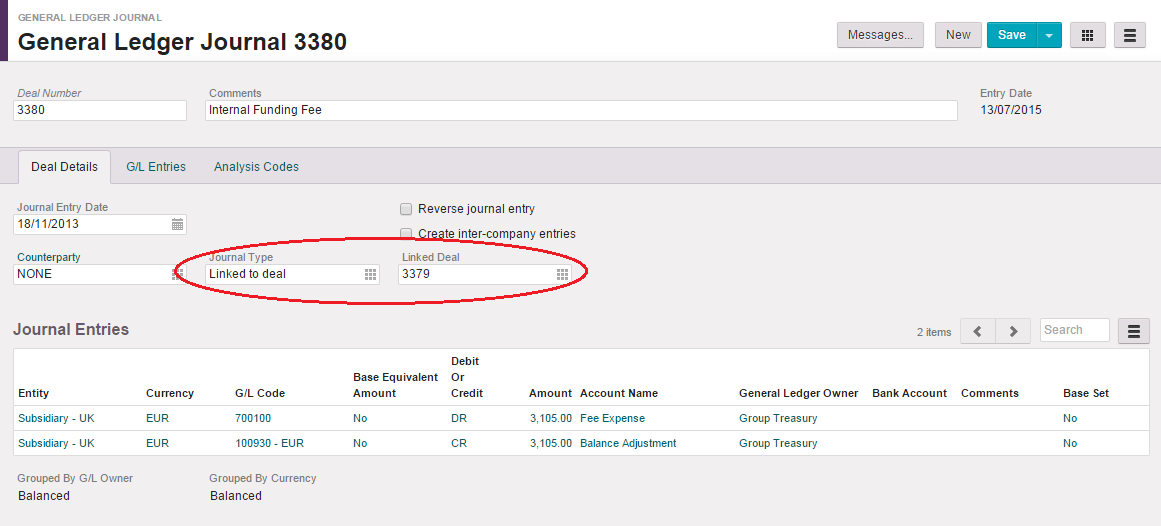 GENERAL LEDGER JOURNAL
General Ledger Journal 3380
Messages... New Save
Deal Number Comments Entry Date
3380 Internal Funding Fee 13/07/2015
Deal Details G/L Entries Analysis Codes
Journal Entry Date
18/11/2013
Reverse journal entry
Create inter-company entries
Counterparty Journal Type Linked Deal
NONE Linked to deal 3379
Journal Entries 2 items Search
Entity Currency G/L Code Base Equivalent Amount Debit Or Credit Amount Account Name General Ledger Owner Bank Account Comments Base Set
Subsidiary - UK EUR 700100 No DR 3,105.00 Fee Expense Group Treasury No
Subsidiary - UK EUR 100930 - EUR No CR 3,105.00 Balance Adjustment Group Treasury No
Grouped By G/L Owner Grouped By Currency
Balanced Balanced